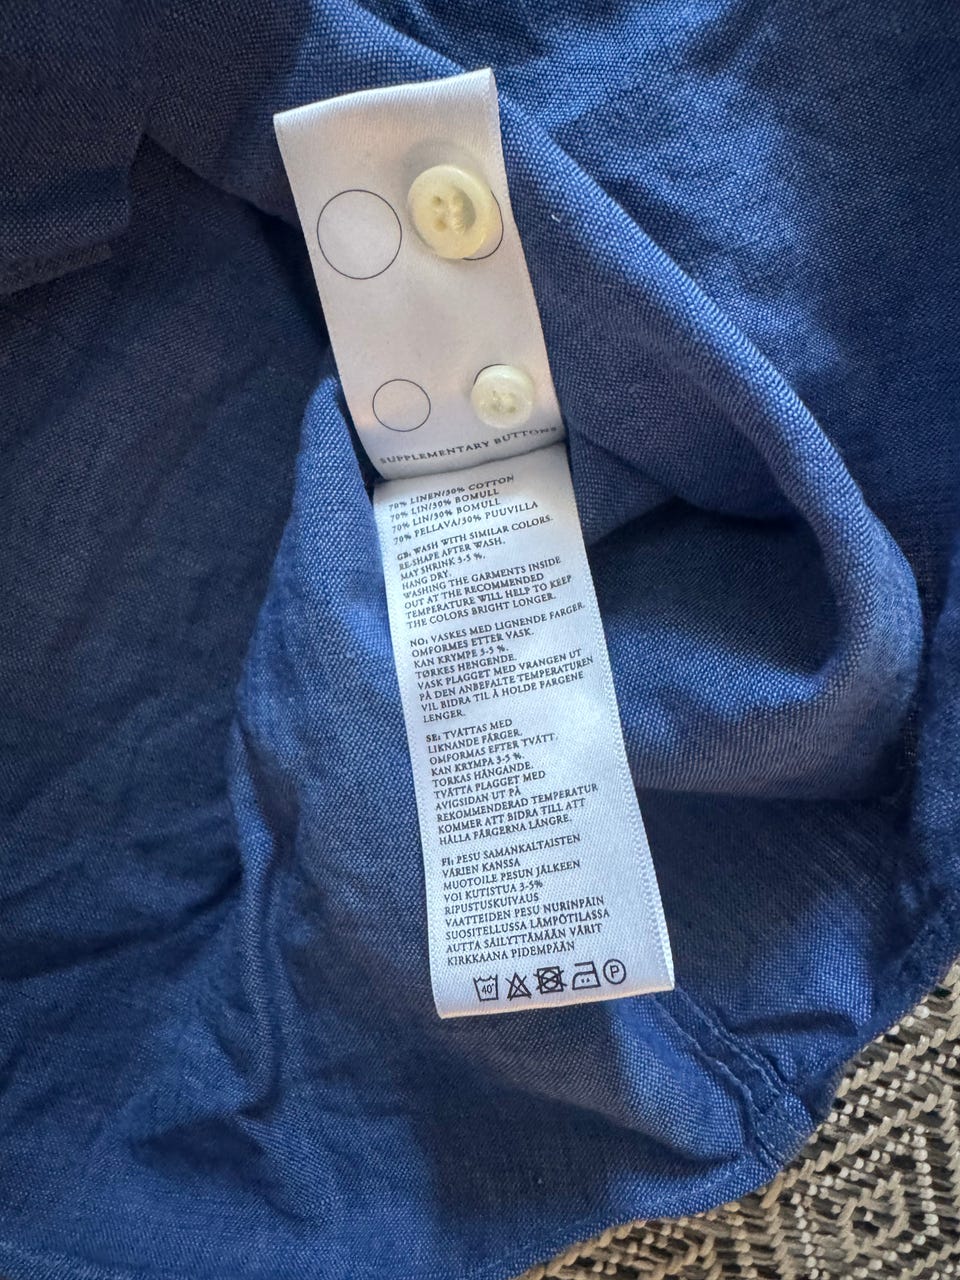 SUPPLEMENTARY BUTTONS
70% LINEN/30% COTTON
70% LIN/30% BOMULL
70% LIN/30% BOMULL
70% PELLAVA/30% PUUVILLA
GB: WASH WITH SIMILAR COLORS.
RE-SHAPE AFTER WASH.
MAY SHRINK 3-5 %.
HANG DRY.
WASHING THE GARMENTS INSIDE
OUT AT THE RECOMMENDED
TEMPERATURE WILL HELP TO KEEP
THE COLORS BRIGHT LONGER.
NO: VASKES MED LIGNENDE FARGER.
OMFORMES ETTER VASK.
KAN KRYMPE 3-5 %.
TØRKES HENGENDE.
VASK PLAGGET MED VRANGEN UT
PÅ DEN ANBEFALTE TEMPERATUREN
VIL BIDRA TIL Å HOLDE FARGENE
LENGER.
SE: TVÄTTAS MED
LIKNANDE FÄRGER.
OMFORMAS EFTER TVÄTT.
KAN KRYMPA 3-5 %.
TORKAS HÄNGANDE.
TVÄTTA PLAGGET MED
AVIGSIDAN UT PÅ
REKOMMENDERAD TEMPERATUR
KOMMER ATT BIDRA TILL ATT
HÅLLA FÄRGERNA LÄNGRE.
FI: PESU SAMANKALTAISTEN
VÄRIEN KANSSA
MUOTOILE PESUN JÄLKEEN
VOI KUTISTUA 3-5%
RIPUSTUSKUIVAUS
VAATTEIDEN PESU NURINPÄIN
SUOSITELLUSSA LÄMPÖTILASSA
AUTTA SÄILYTTÄMÄÄN VÄRIT
KIRKKAANA PIDEMPÄÄN
40° P